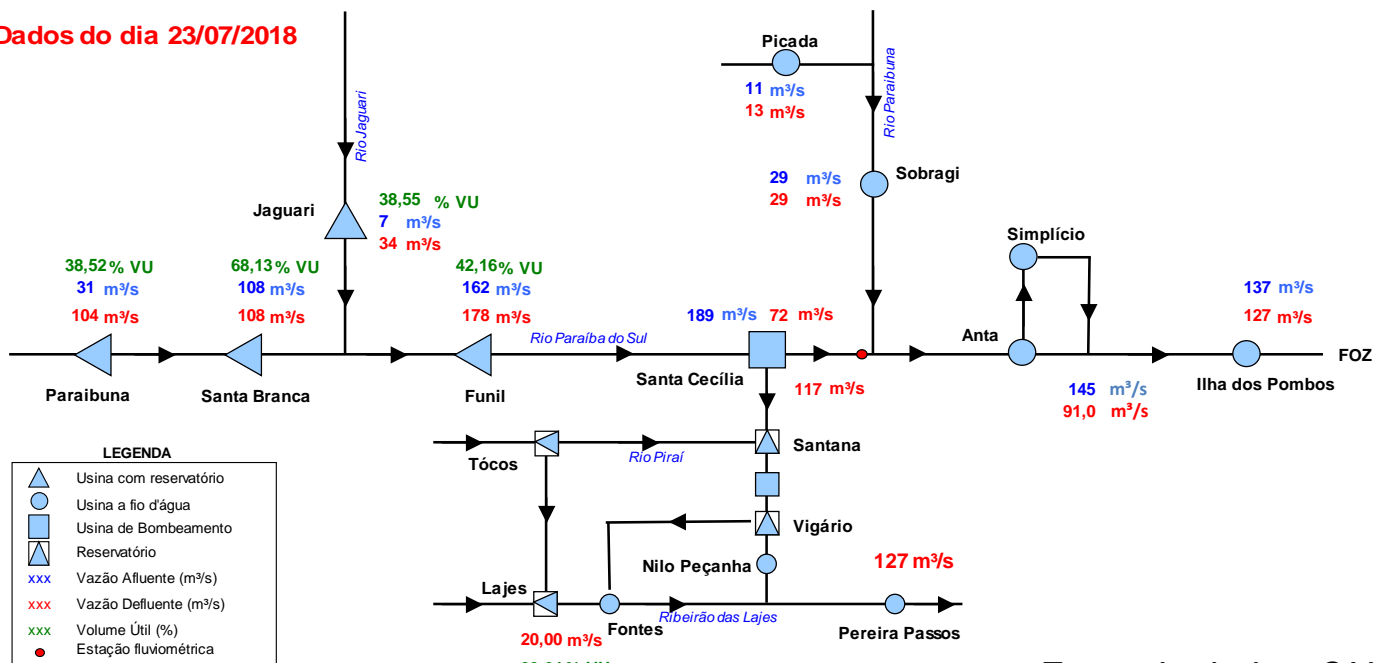 Dados do dia 23/07/2018
Picada
11 m³/s
13 m³/s
Rio Paraibuna
Rio Jaguari
29 m³/s
29 m³/s
Sobragi
Jaguari
38,55 % VU
7 m³/s
34 m³/s
Simplício
38,52 % VU
31 m³/s
104 m³/s
68,13 % VU
108 m³/s
108 m³/s
42,16 % VU
162 m³/s
178 m³/s
Rio Paraíba do Sul
189 m³/s 72 m³/s
137 m³/s
127 m³/s
Anta
FOZ
Paraibuna
Santa Branca
Funil
Santa Cecília
117 m³/s
145 m³/s
91,0 m³/s
Ilha dos Pombos
Tócos
Rio Piraí
Santana
Vigário
Nilo Peçanha
127 m³/s
Lajes
Fontes
Ribeirão das Lajes
Pereira Passos
20,00 m³/s
LEGENDA
Usina com reservatório
Usina a fio d'água
Usina de Bombeamento
Reservatório
xxx Vazão Afluente (m³/s)
xxx Vazão Defluente (m³/s)
xxx Volume Útil (%)
Estação fluviométrica